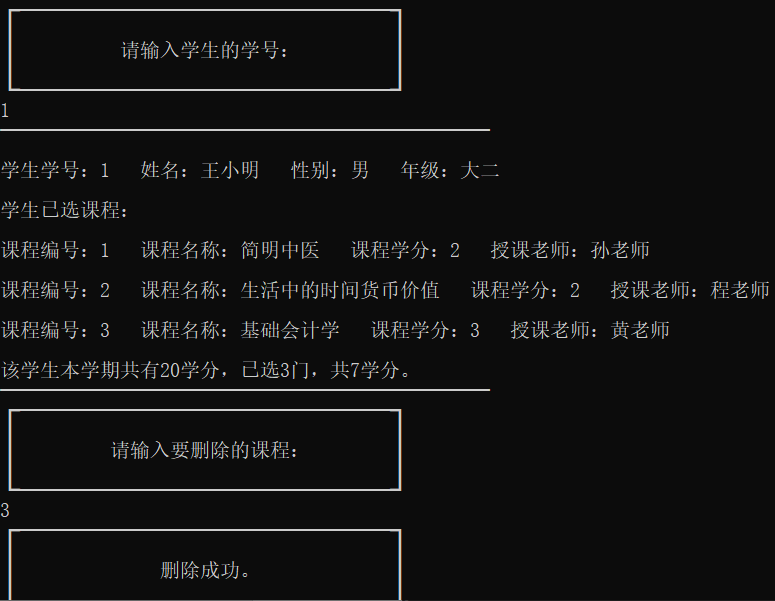 请输入学生的学号：
1
学生学号：1 姓名：王小明 性别：男 年级：大二
学生已选课程：
课程编号：1 课程名称：简明中医 课程学分：2 授课老师：孙老师
课程编号：2 课程名称：生活中的时间货币价值 课程学分：2 授课老师：程老师
课程编号：3 课程名称：基础会计学 课程学分：3 授课老师：黄老师
该学生本学期共有20学分，已选3门，共7学分。
请输入要删除的课程：
3
删除成功。